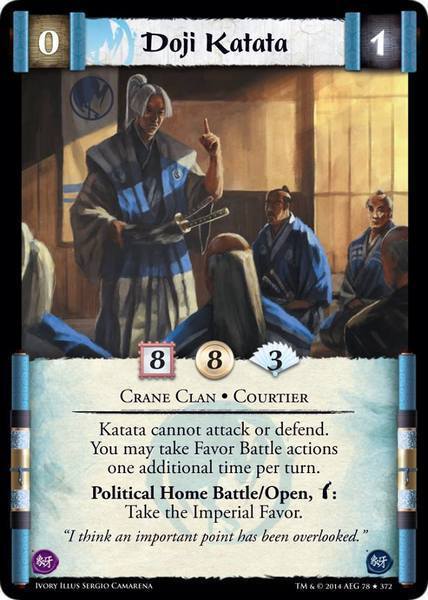 0 Doji Katata 1
8 8 3
Crane Clan • Courtier
Katata cannot attack or defend.
You may take Favor Battle actions
one additional time per turn.
Political Home Battle/Open, :
Take the Imperial Favor.
“I think an important point has been overlooked.”
Ivory Illus Sergio Camarena TM & © 2014 AEG 78 ★ 372